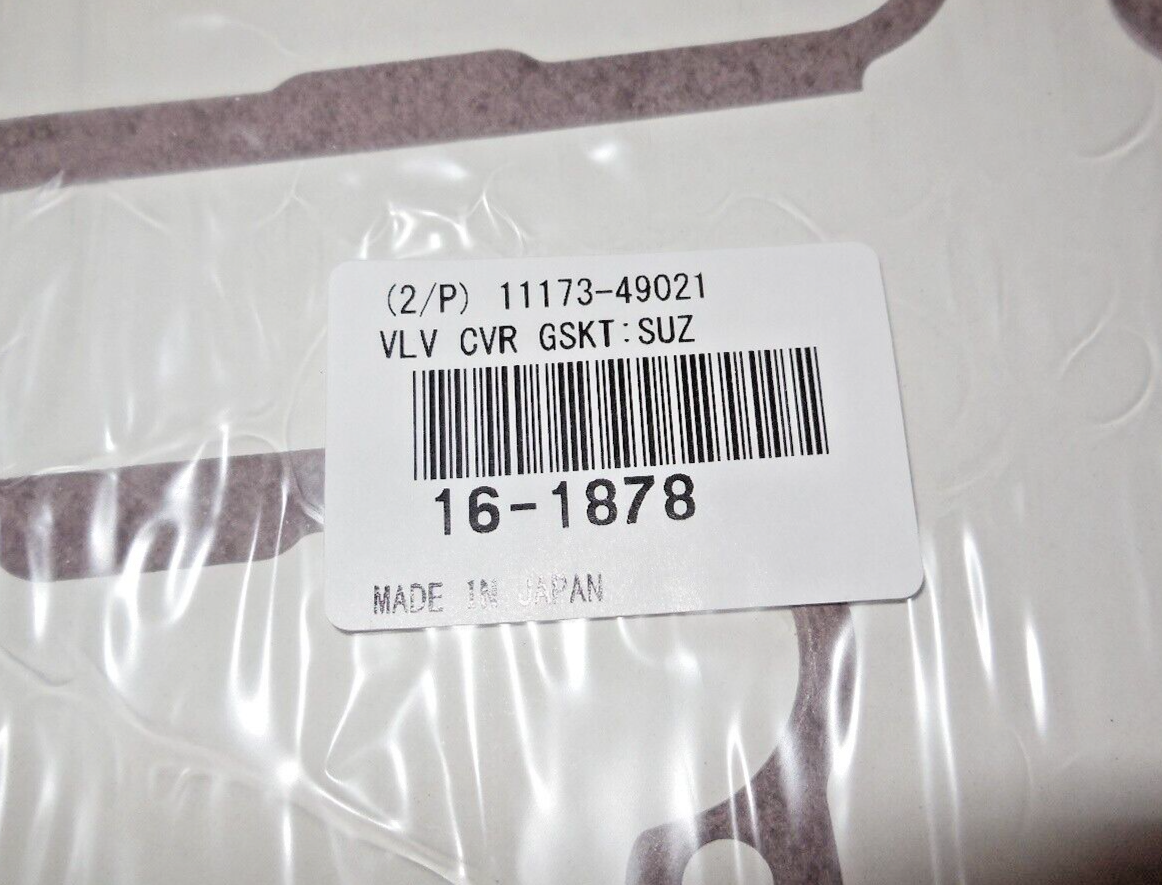 (2/P) 11173-49021
VLV CVR GSKT:SUZ
16-1878
MADE IN JAPAN